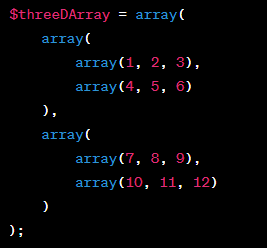 $threeDArray = array(
    array(
        array(1, 2, 3),
        array(4, 5, 6)
    ),
    array(
        array(7, 8, 9),
        array(10, 11, 12)
    )
);